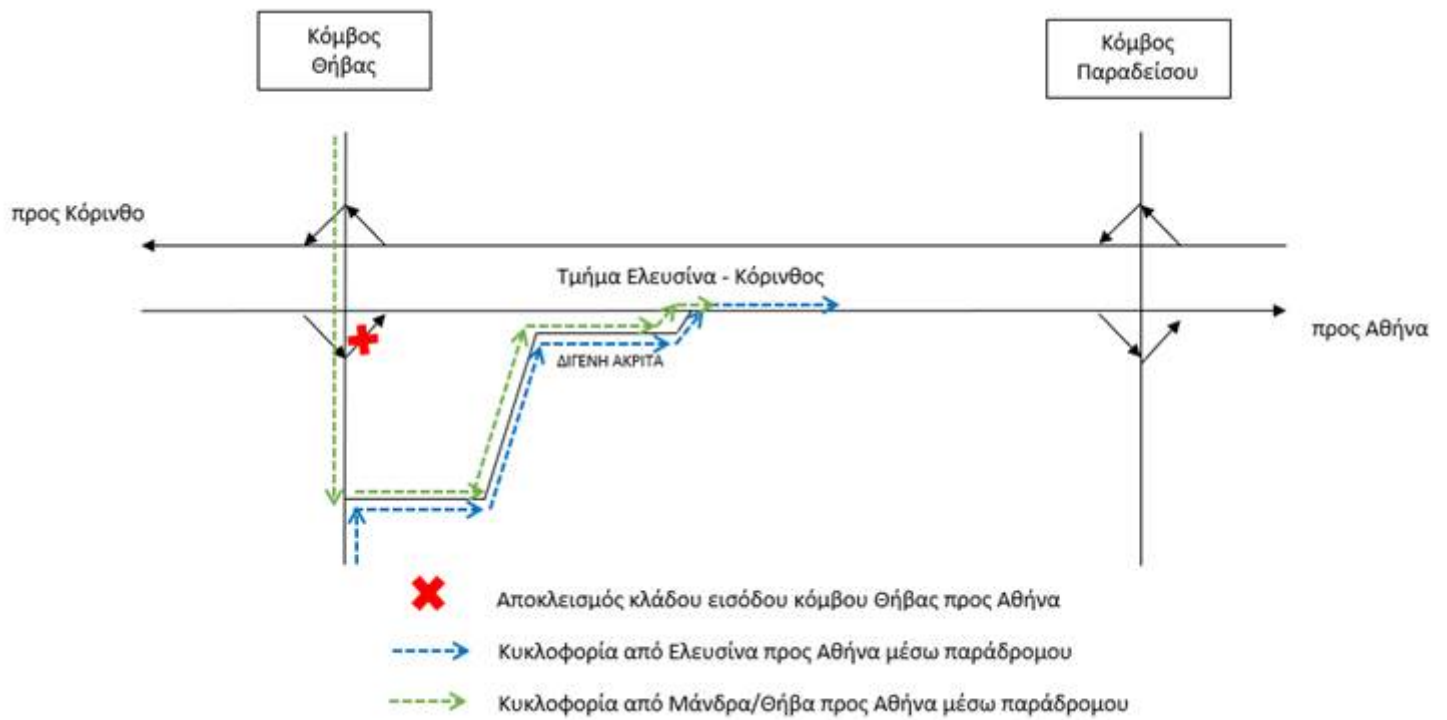 Κόμβος
Θήβας
Κόμβος
Παραδείσου
προς Κόρινθο
Τμήμα Ελευσίνα - Κόρινθος
προς Αθήνα
ΔΙΓΕΝΗ ΑΚΡΙΤΑ
Αποκλεισμός κλάδου εισόδου κόμβου Θήβας προς Αθήνα
Κυκλοφορία από Ελευσίνα προς Αθήνα μέσω παράδρομου
Κυκλοφορία από Μάνδρα/Θήβα προς Αθήνα μέσω παράδρομου